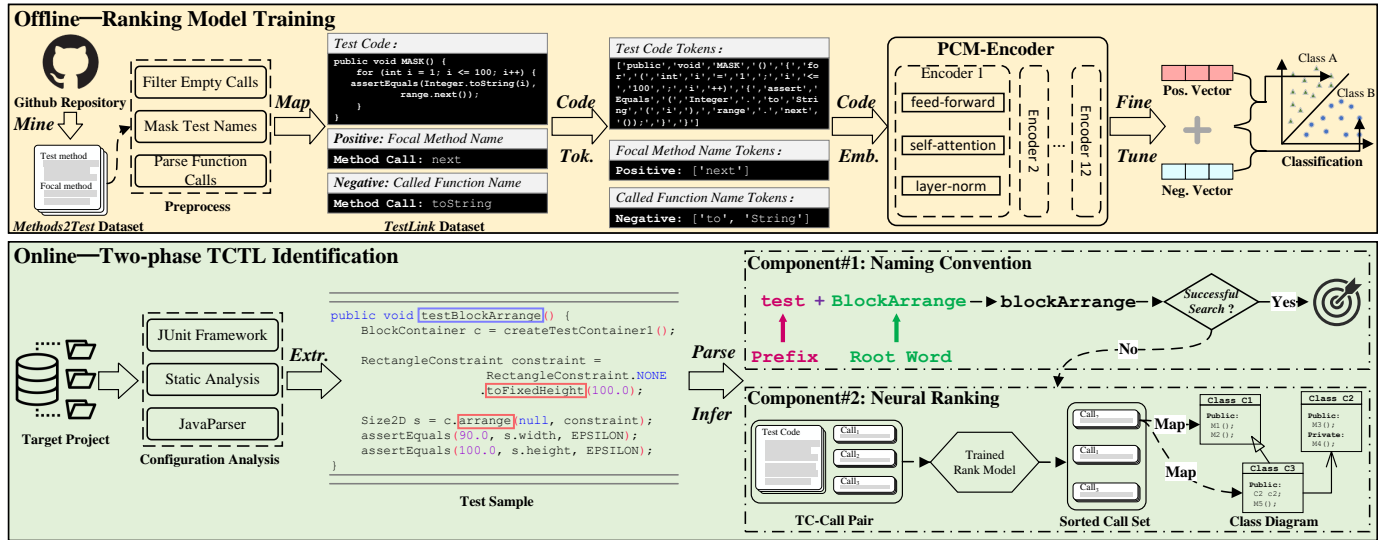 Offline—Ranking Model Training
Github Repository
Mine
Test method
Focal method
Methods2Test Dataset
Filter Empty Calls
Mask Test Names
Parse Function
Calls
Preprocess
Map
Test Code:
public void MASK() {
for (int i = 1; i <= 100; i++) {
assertEquals(Integer.toString(i),
range.next());
}
}
Positive: Focal Method Name
Method Call: next
Negative: Called Function Name
Method Call: toString
TestLink Dataset
Code
Tok.
Test Code Tokens:
['public','void','MASK','()','{','fo
r','(','int','i','=','1',';','i','<=
','100',';','i','++)','{','assert','
Equals','(','Integer','.','to','Stri
ng','(','i','),','range','.','next'
,'());','}','}']
Focal Method Name Tokens:
Positive: ['next']
Called Function Name Tokens:
Negative: ['to', 'String']
Code
Emb.
PCM-Encoder
Encoder 1
feed-forward
self-attention
layer-norm
Encoder 2
...
Encoder 12
Fine
Tune
Pos. Vector
Neg. Vector
Class A
Class B
Classification
Online—Two-phase TCTL Identification
Target Project
JUnit Framework
Static Analysis
JavaParser
Configuration Analysis
Extr.
public void testBlockArrange() {
BlockContainer c = createTestContainer1();
RectangleConstraint constraint =
RectangleConstraint.NONE
.toFixedHeight(100.0);
Size2D s = c.arrange(null, constraint);
assertEquals(90.0, s.width, EPSILON);
assertEquals(100.0, s.height, EPSILON);
}
Test Sample
Parse
Infer
Component#1: Naming Convention
test + BlockArrange
blockArrange
Successful
Search ?
Yes
Prefix
Root Word
No
Component#2: Neural Ranking
Test Code
Call1
Call2
Call3
TC-Call Pair
Trained
Rank Model
Call2
Call1
Call3
Sorted Call Set
Map
Map
Class C1
Public:
M1();
M2();
Class C2
Public:
M3();
Private:
M4();
Class C3
Public:
C2 c2;
M5();
Class Diagram